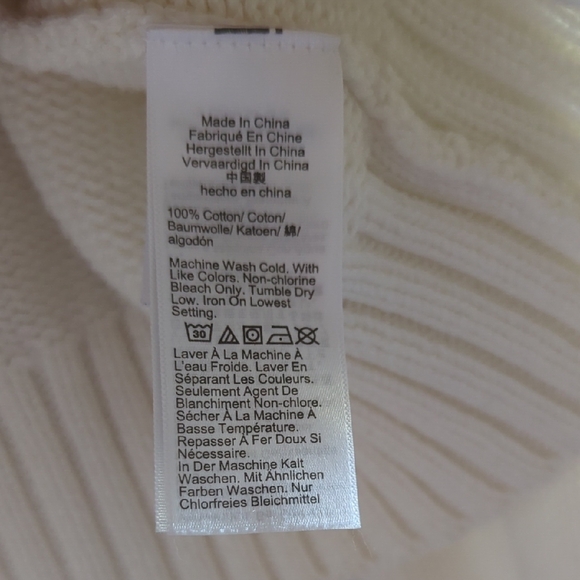 Made In China
Fabriqué En Chine
Hergestellt In China
Vervaardigd In China
中国製
hecho en china
100% Cotton/ Coton/
Baumwolle/ Katoen/ 綿/
algodón
Machine Wash Cold. With
Like Colors. Non-chlorine
Bleach Only. Tumble Dry
Low. Iron On Lowest
Setting.
30
Laver À La Machine À
L'eau Froide. Laver En
Séparant Les Couleurs.
Seulement Agent De
Blanchiment Non-chlore.
Sécher À La Machine À
Basse Température.
Repasser À Fer Doux Si
Nécessaire.
In Der Maschine Kalt
Waschen. Mit Ähnlichen
Farben Waschen. Nur
Chlorfreies Bleichmittel